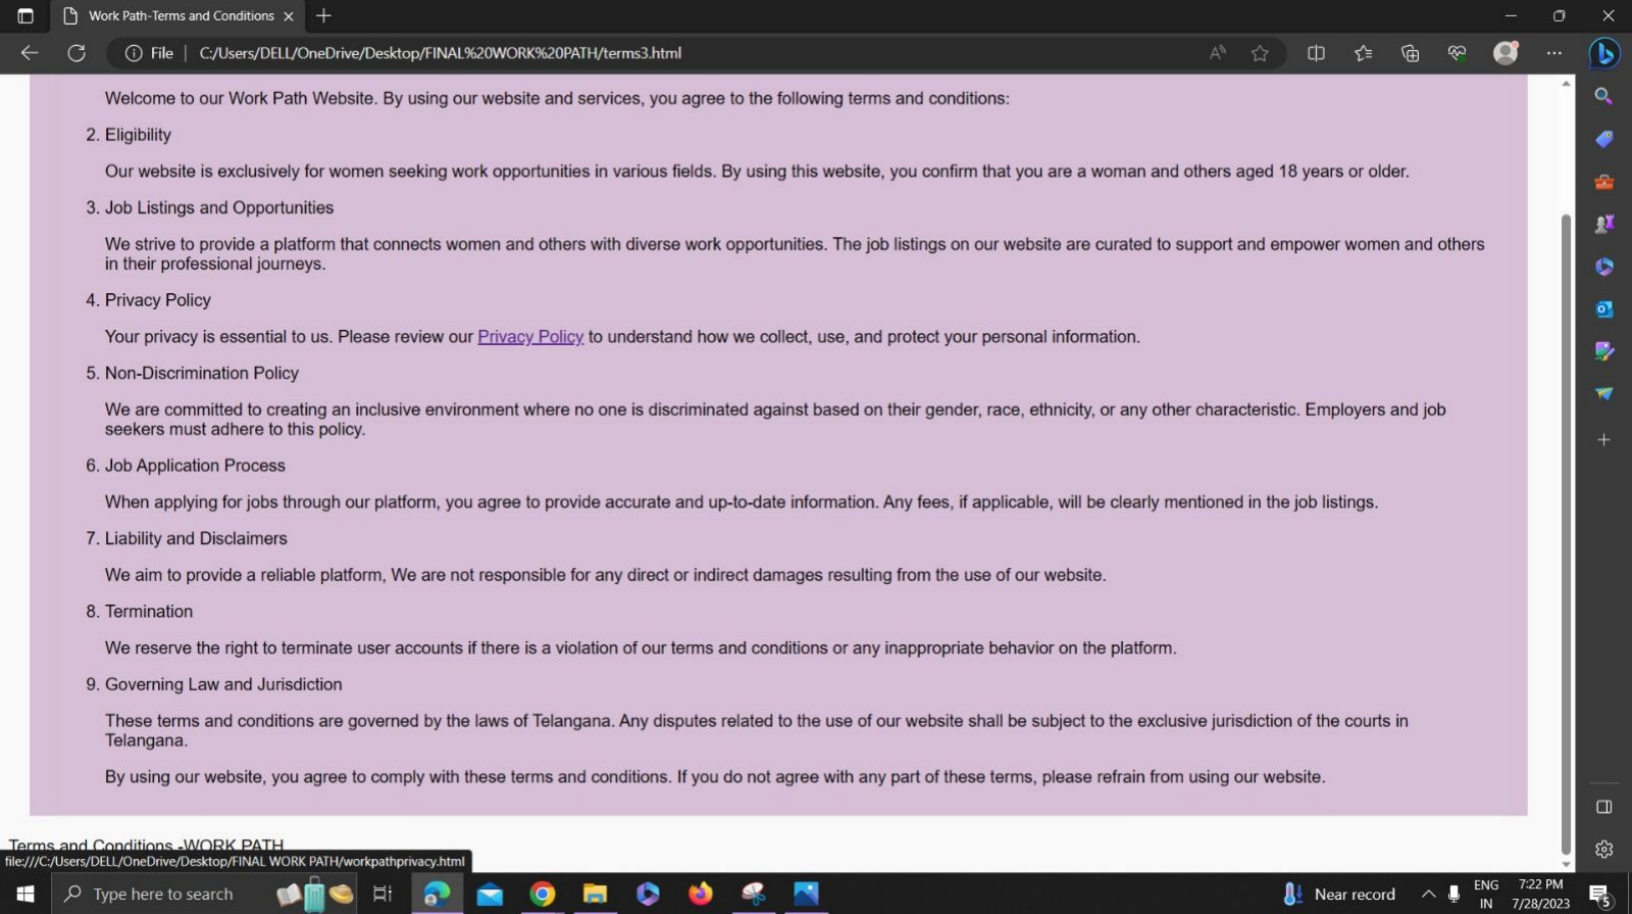 Work Path-Terms and Conditions
File
C:/Users/DELL/OneDrive/Desktop/FINAL%20WORK%20PATH/terms3.html
Welcome to our Work Path Website. By using our website and services, you agree to the following terms and conditions:
2. Eligibility
Our website is exclusively for women seeking work opportunities in various fields. By using this website, you confirm that you are a woman and others aged 18 years or older.
3. Job Listings and Opportunities
We strive to provide a platform that connects women and others with diverse work opportunities. The job listings on our website are curated to support and empower women and others
in their professional journeys.
4. Privacy Policy
Your privacy is essential to us. Please review our Privacy Policy to understand how we collect, use, and protect your personal information.
5. Non-Discrimination Policy
We are committed to creating an inclusive environment where no one is discriminated against based on their gender, race, ethnicity, or any other characteristic. Employers and job
seekers must adhere to this policy.
6. Job Application Process
When applying for jobs through our platform, you agree to provide accurate and up-to-date information. Any fees, if applicable, will be clearly mentioned in the job listings.
7. Liability and Disclaimers
We aim to provide a reliable platform, We are not responsible for any direct or indirect damages resulting from the use of our website.
8. Termination
We reserve the right to terminate user accounts if there is a violation of our terms and conditions or any inappropriate behavior on the platform.
9. Governing Law and Jurisdiction
These terms and conditions are governed by the laws of Telangana. Any disputes related to the use of our website shall be subject to the exclusive jurisdiction of the courts in
Telangana.
By using our website, you agree to comply with these terms and conditions. If you do not agree with any part of these terms, please refrain from using our website.
Terms and Conditions -WORK PATH
file:///C:/Users/DELL/OneDrive/Desktop/FINAL WORK PATH/workpathprivacy.html
Type here to search
Near record
ENG
IN
7:22 PM
7/28/2023
5